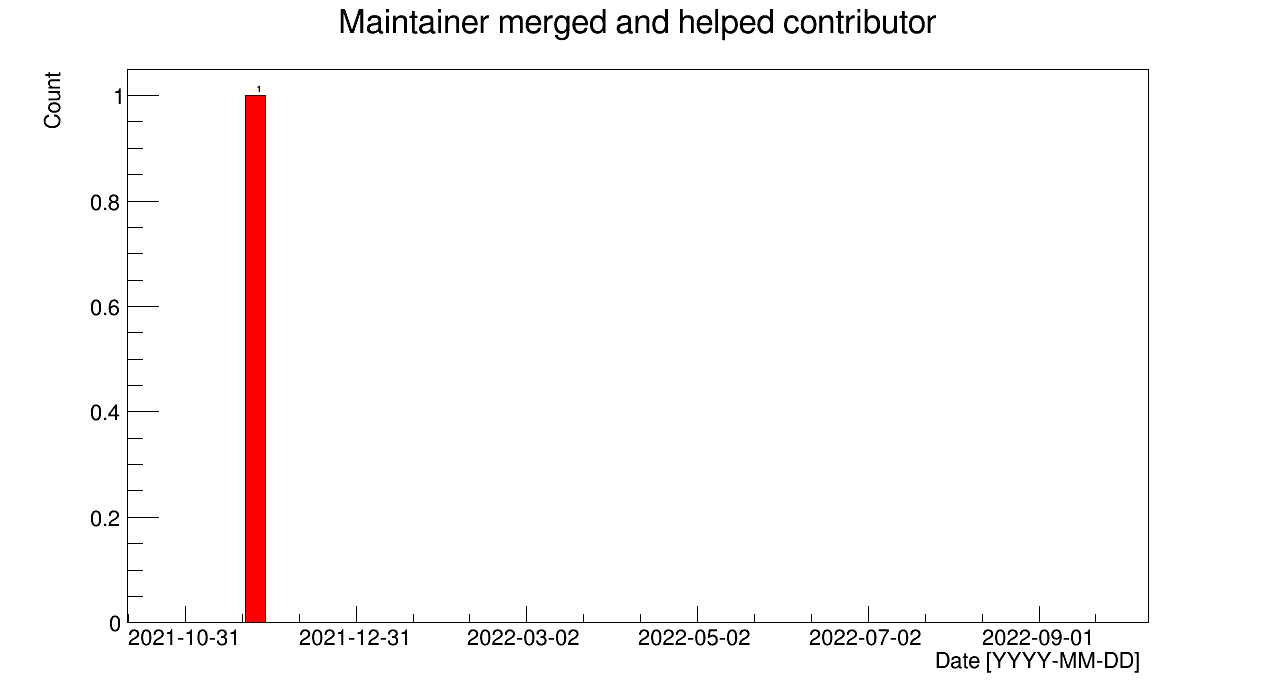 Maintainer merged and helped contributor
Count
1
1
0.8
0.6
0.4
0.2
0
2021-10-31 2021-12-31 2022-03-02 2022-05-02 2022-07-02 2022-09-01
Date [YYYY-MM-DD]